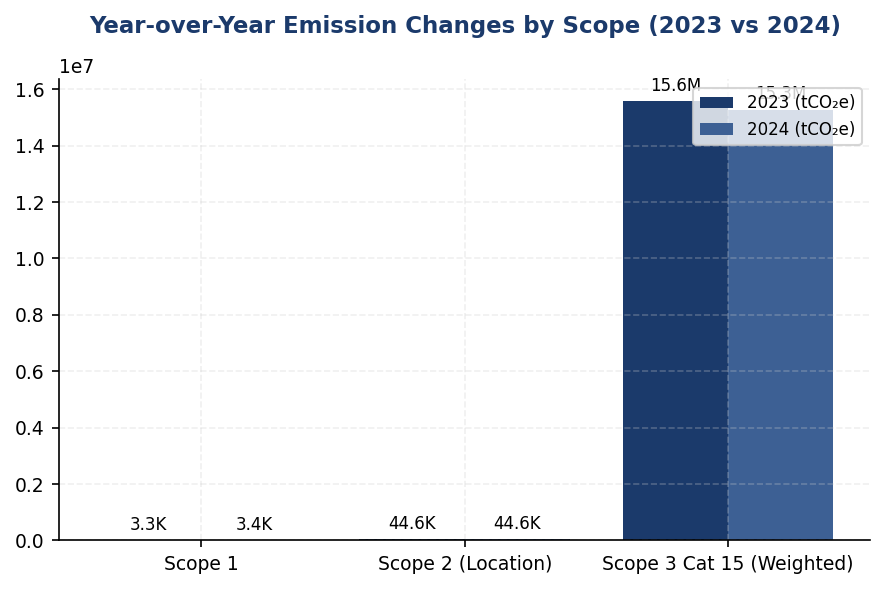 Year-over-Year Emission Changes by Scope (2023 vs 2024)
1e7
1.6
1.4
1.2
1.0
0.8
0.6
0.4
0.2
0.0
15.6M
15.3M
2023 (tCO₂e)
2024 (tCO₂e)
3.3K
3.4K
44.6K
44.6K
Scope 1
Scope 2 (Location)
Scope 3 Cat 15 (Weighted)